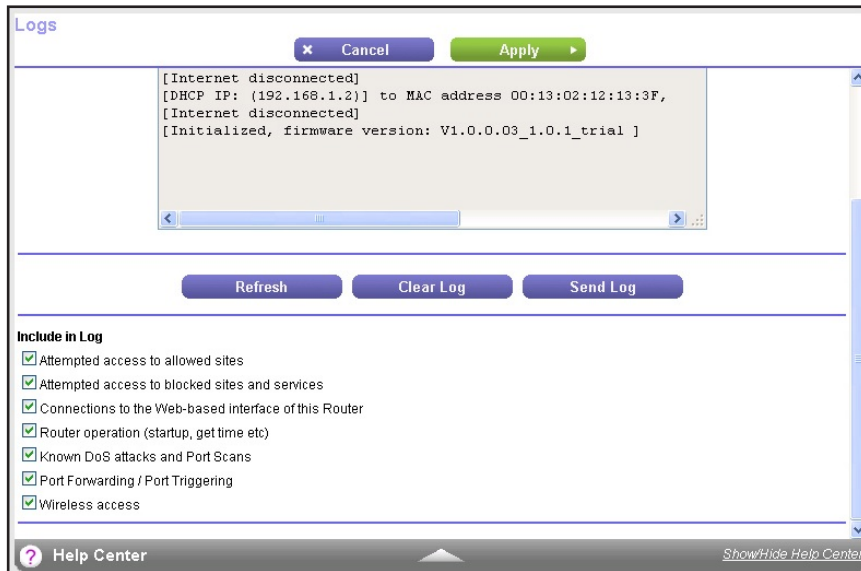 Logs
Cancel
Apply
[Internet disconnected]
[DHCP IP: (192.168.1.2)] to MAC address 00:13:02:12:13:3F,
[Internet disconnected]
[Initialized, firmware version: V1.0.0.03_1.0.1_trial ]
Refresh
Clear Log
Send Log
Include in Log
Attempted access to allowed sites
Attempted access to blocked sites and services
Connections to the Web-based interface of this Router
Router operation (startup, get time etc)
Known DoS attacks and Port Scans
Port Forwarding / Port Triggering
Wireless access
? Help Center
Show/Hide Help Center